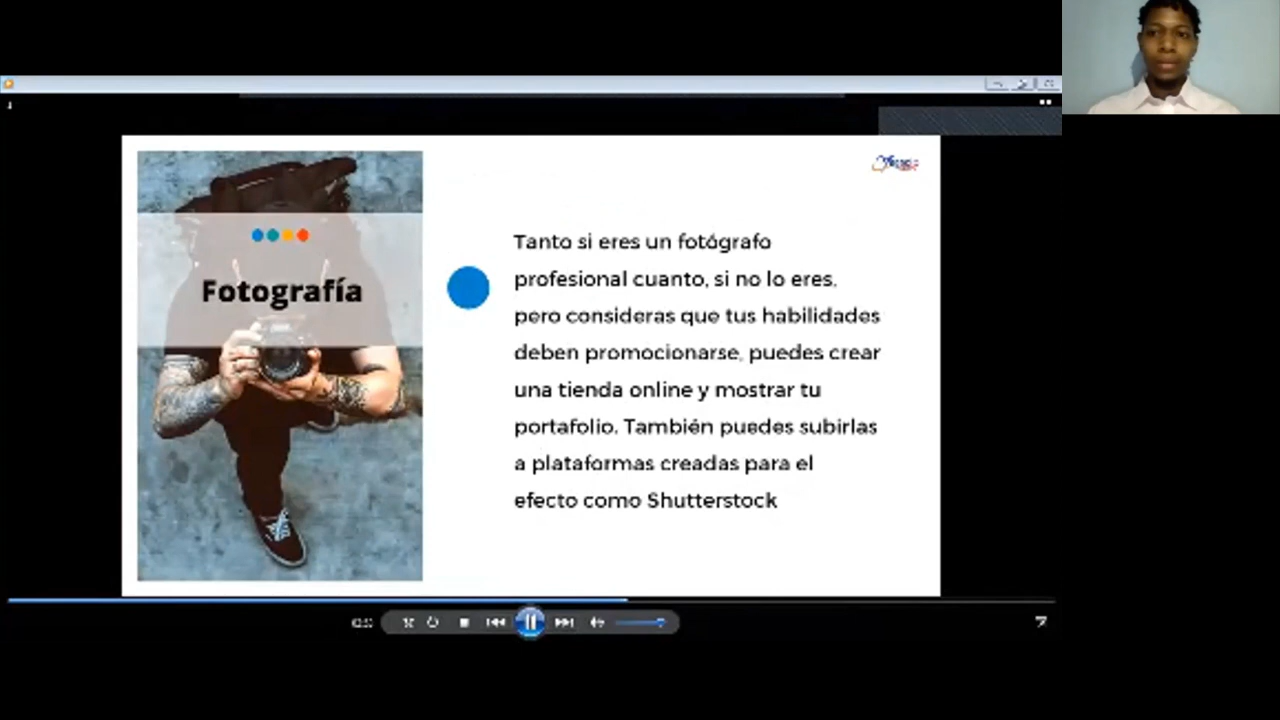 Fotografía
Tanto si eres un fotógrafo
profesional cuanto, si no lo eres,
pero consideras que tus habilidades
deben promocionarse, puedes crear
una tienda online y mostrar tu
portafolio. También puedes subirlas
a plataformas creadas para el
efecto como Shutterstock